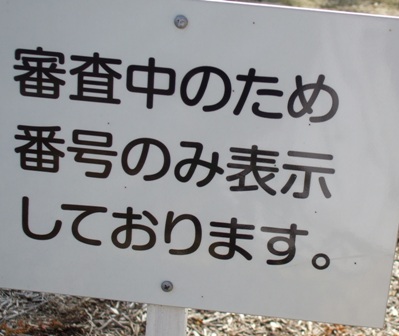 審査中のため
番号のみ表示
しております。